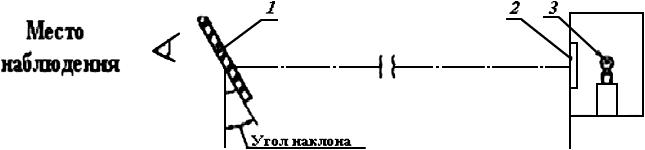 Место
наблюдения
1
2
3
Угол наклона